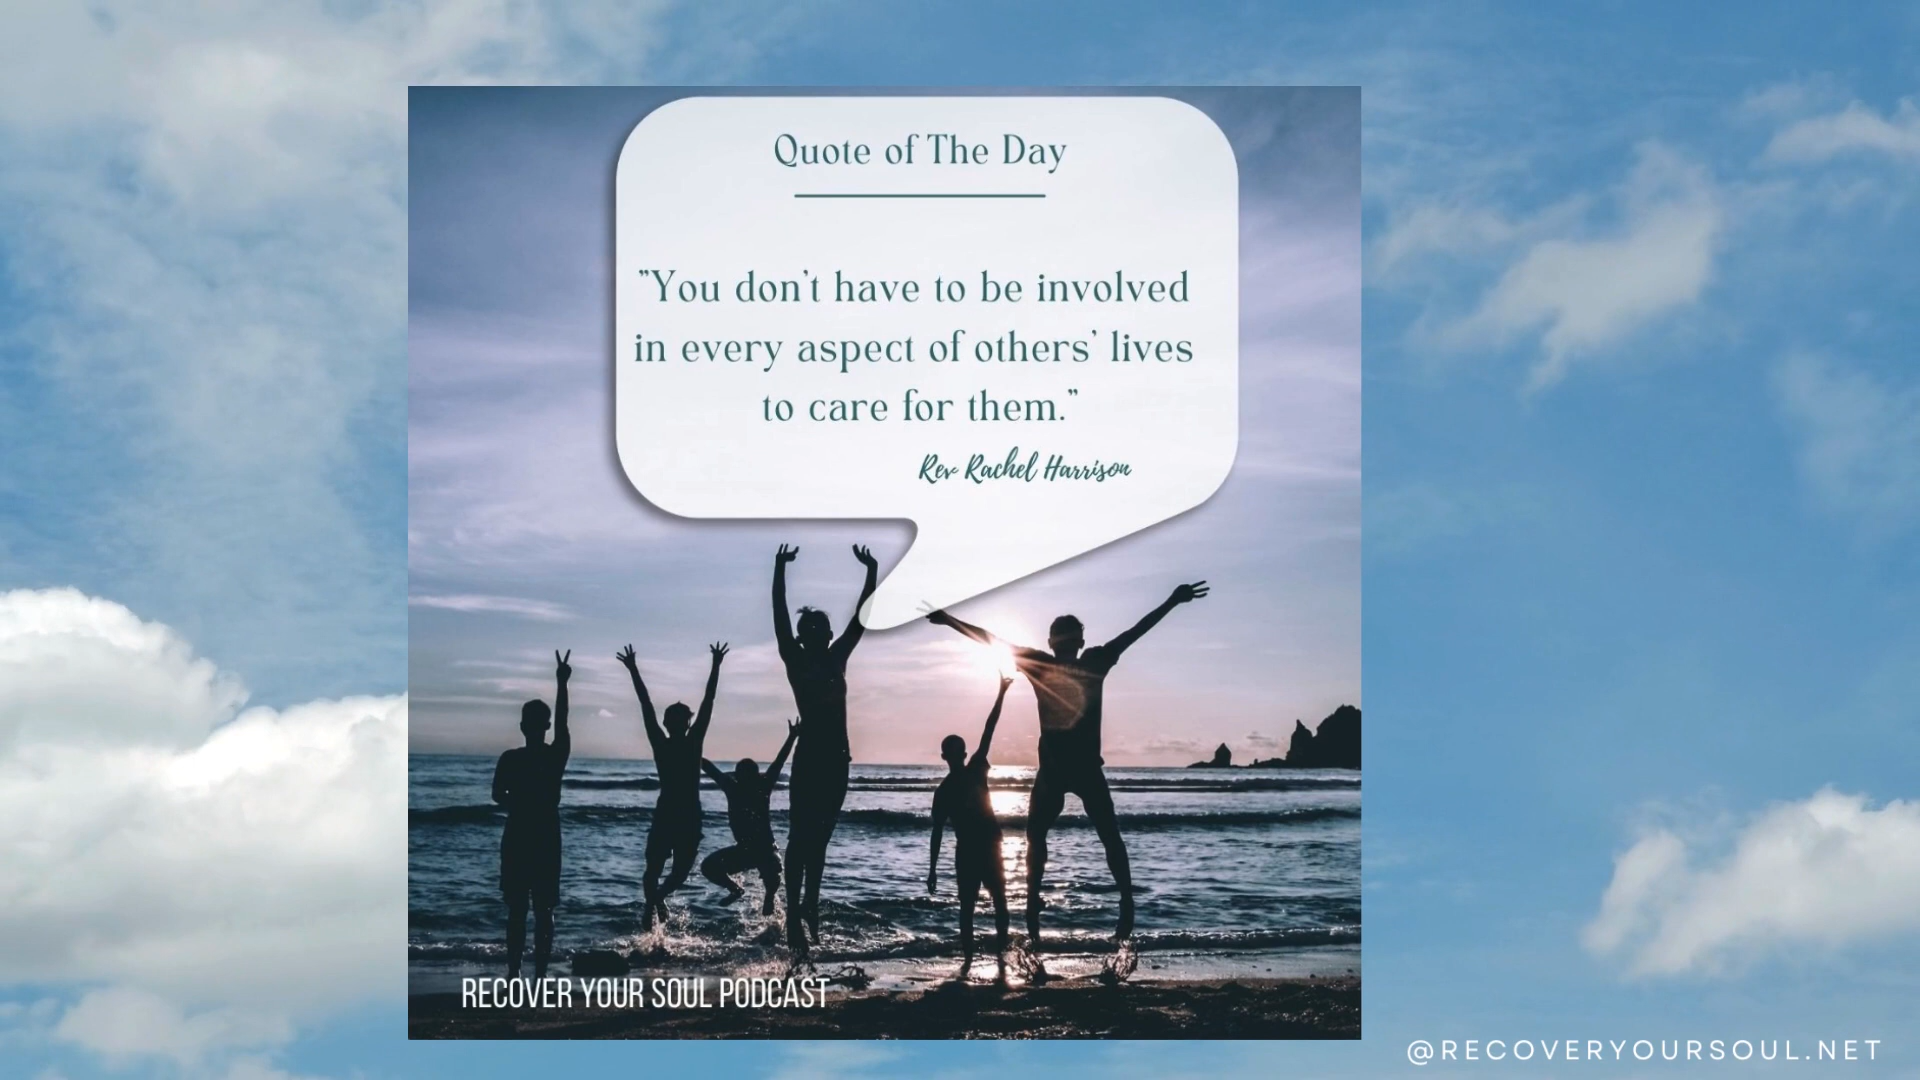 Quote of The Day
"You don't have to be involved
in every aspect of others' lives
to care for them."
Rev Rachel Harrison
RECOVER YOUR SOUL PODCAST
@RECOVERYOURSOUL.NET